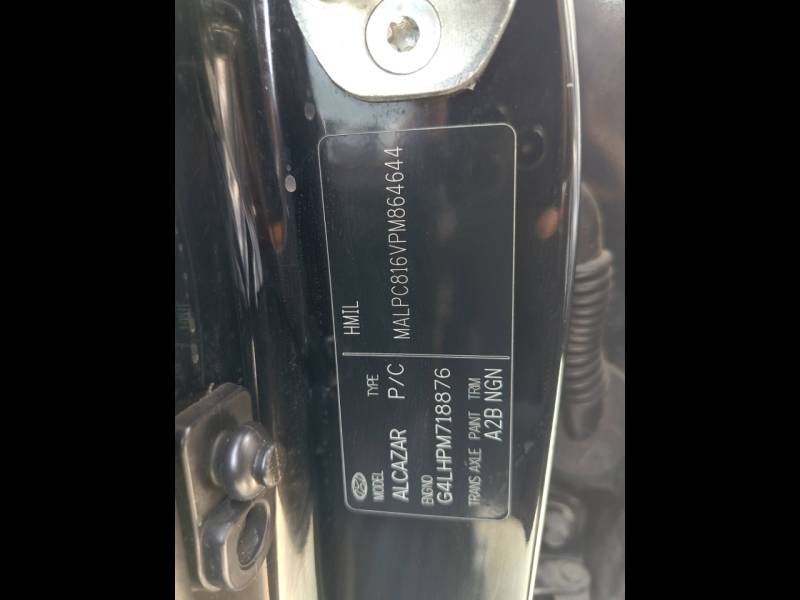 HMIL
MALPC816VPM864644
MODEL TYPE
ALCAZAR P/C
ENGNO
G4LHPM718876
TRANS AXLE PAINT TRIM
A2B NGN